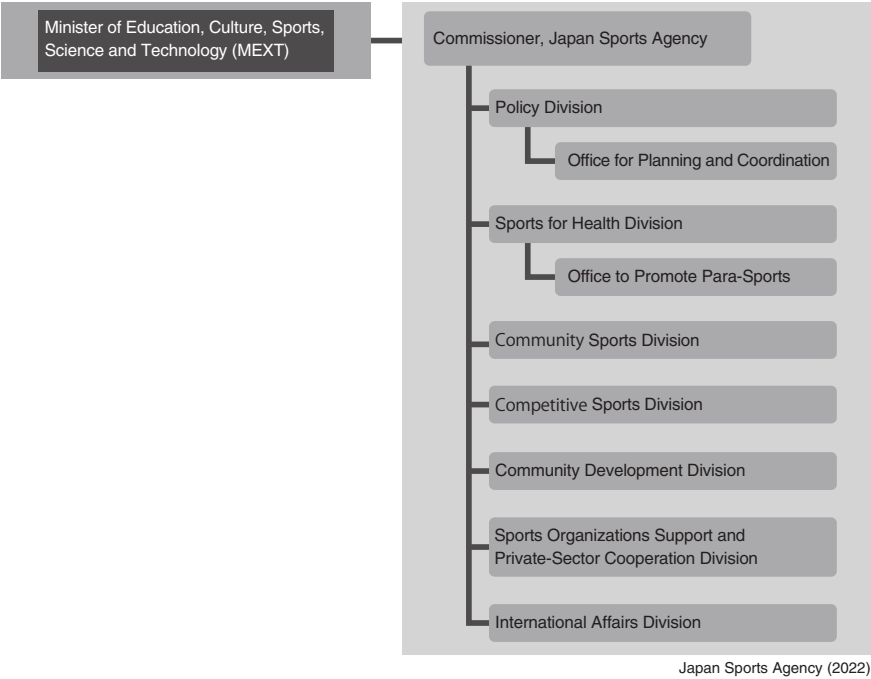 Minister of Education, Culture, Sports,
Science and Technology (MEXT)
Commissioner, Japan Sports Agency
Policy Division
Office for Planning and Coordination
Sports for Health Division
Office to Promote Para-Sports
Community Sports Division
Competitive Sports Division
Community Development Division
Sports Organizations Support and
Private-Sector Cooperation Division
International Affairs Division
Japan Sports Agency (2022)